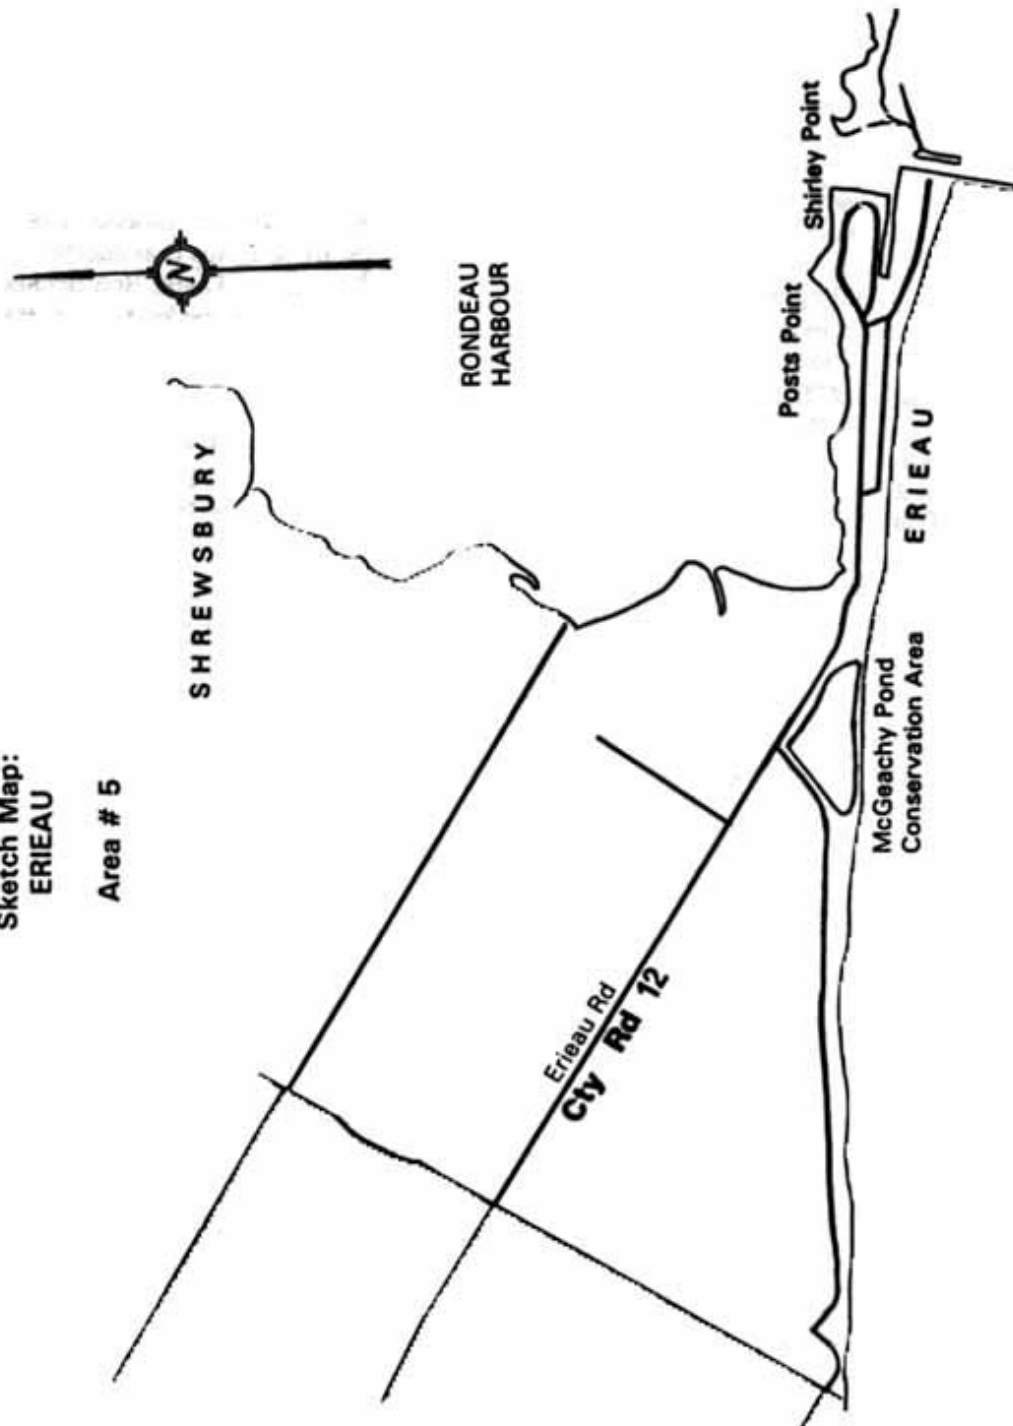 Sketch Map:
ERIEAU
Area # 5
SHREWSBURY
N
RONDEAU
HARBOUR
Shirley Point
Posts Point
ERIEAU
McGeachy Pond
Conservation Area
Erieau Rd
Cty Rd 12